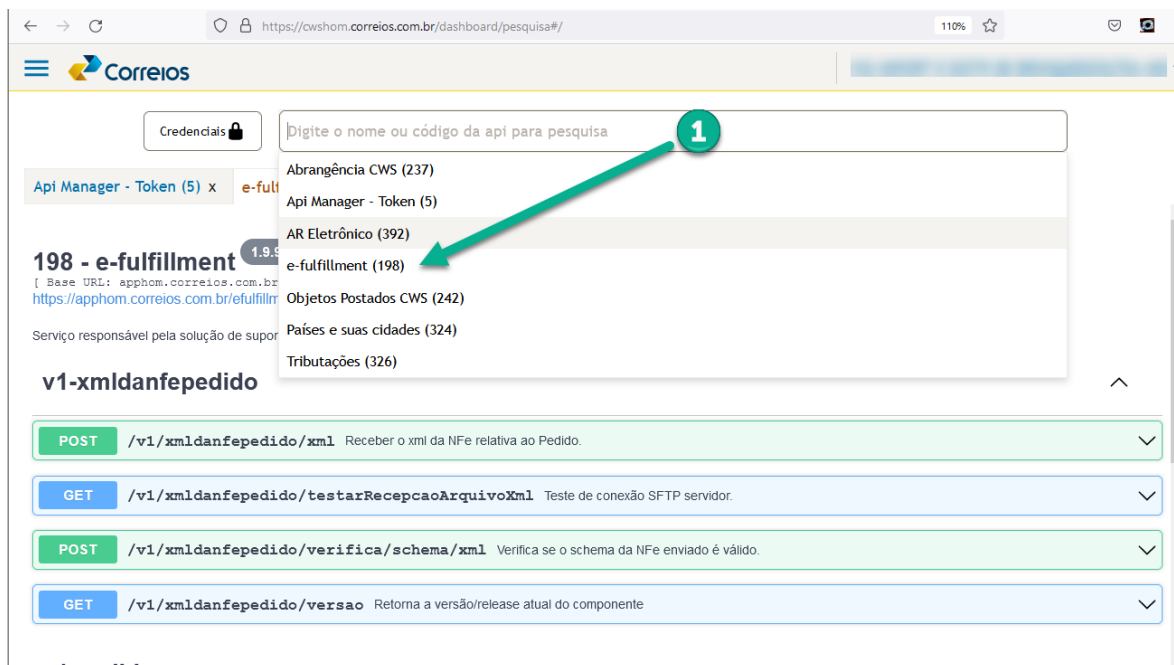 https://cwshom.correios.com.br/dashboard/pesquisa#/ 110%
Correios
Credenciais Digite o nome ou código da api para pesquisa 1
Abrangência CWS (237)
Api Manager - Token (5) x e-fulf
Api Manager - Token (5)
AR Eletrônico (392)
198 - e-fulfillment 1.9.9
e-fulfillment (198)
[ Base URL: apphom.correios.com.br
https://apphom.correios.com.br/efulfillm
Objetos Postados CWS (242)
Países e suas cidades (324)
Serviço responsável pela solução de supor
Tributações (326)
v1-xmldanfepedido
POST /v1/xmldanfepedido/xml Receber o xml da NFe relativa ao Pedido.
GET /v1/xmldanfepedido/testarRecepcaoArquivoXml Teste de conexão SFTP servidor.
POST /v1/xmldanfepedido/verifica/schema/xml Verifica se o schema da NFe enviado é válido.
GET /v1/xmldanfepedido/versao Retorna a versão/release atual do componente